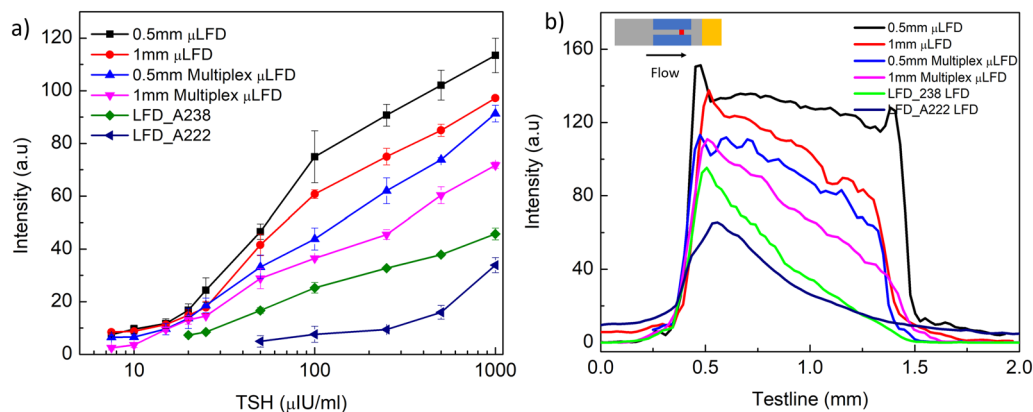 a)
0.5mm μLFD
1mm μLFD
0.5mm Multiplex μLFD
1mm Multiplex μLFD
LFD_A238
LFD_A222
120
100
80
60
40
20
0
Intensity (a.u)
10
100
1000
TSH (μIU/ml)
b)
Flow
0.5mm μLFD
1mm μLFD
0.5mm Multiplex μLFD
1mm Multiplex μLFD
LFD_238 LFD
LFD_A222 LFD
160
120
80
40
0
Intensity (a.u)
0.0
0.5
1.0
1.5
2.0
Testline (mm)